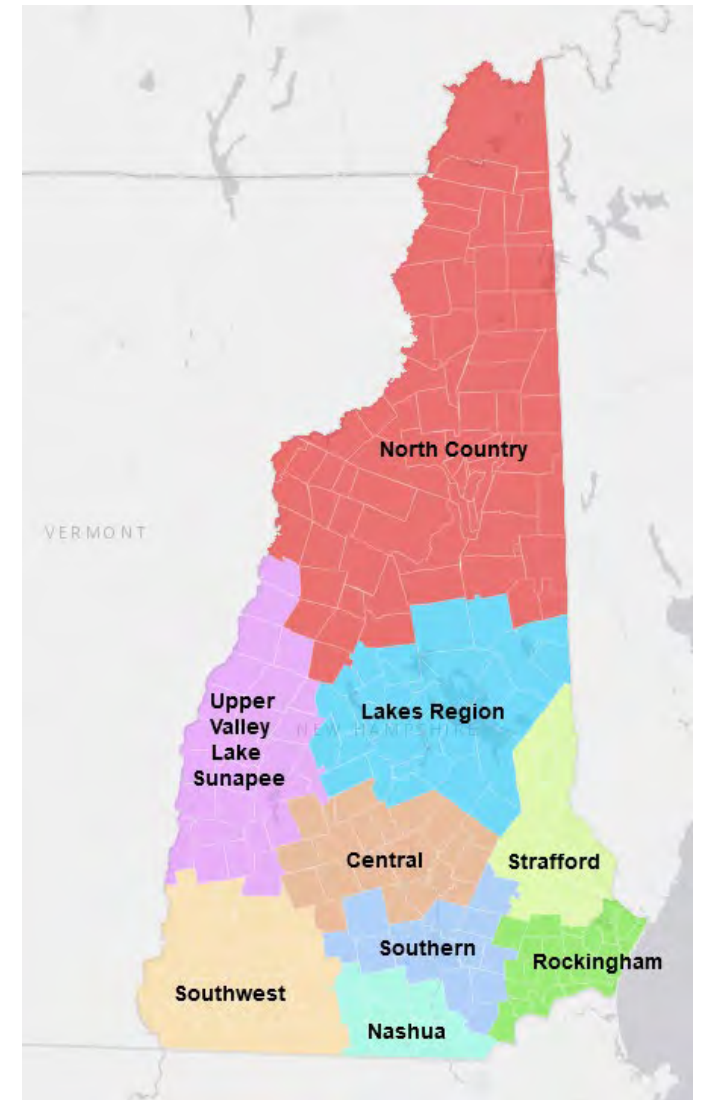 North Country
VERMONT
Upper
Valley
Lake
Sunapee
Lakes Region
NEW HAMPSHIRE
Central
Strafford
Southern
Rockingham
Southwest
Nashua